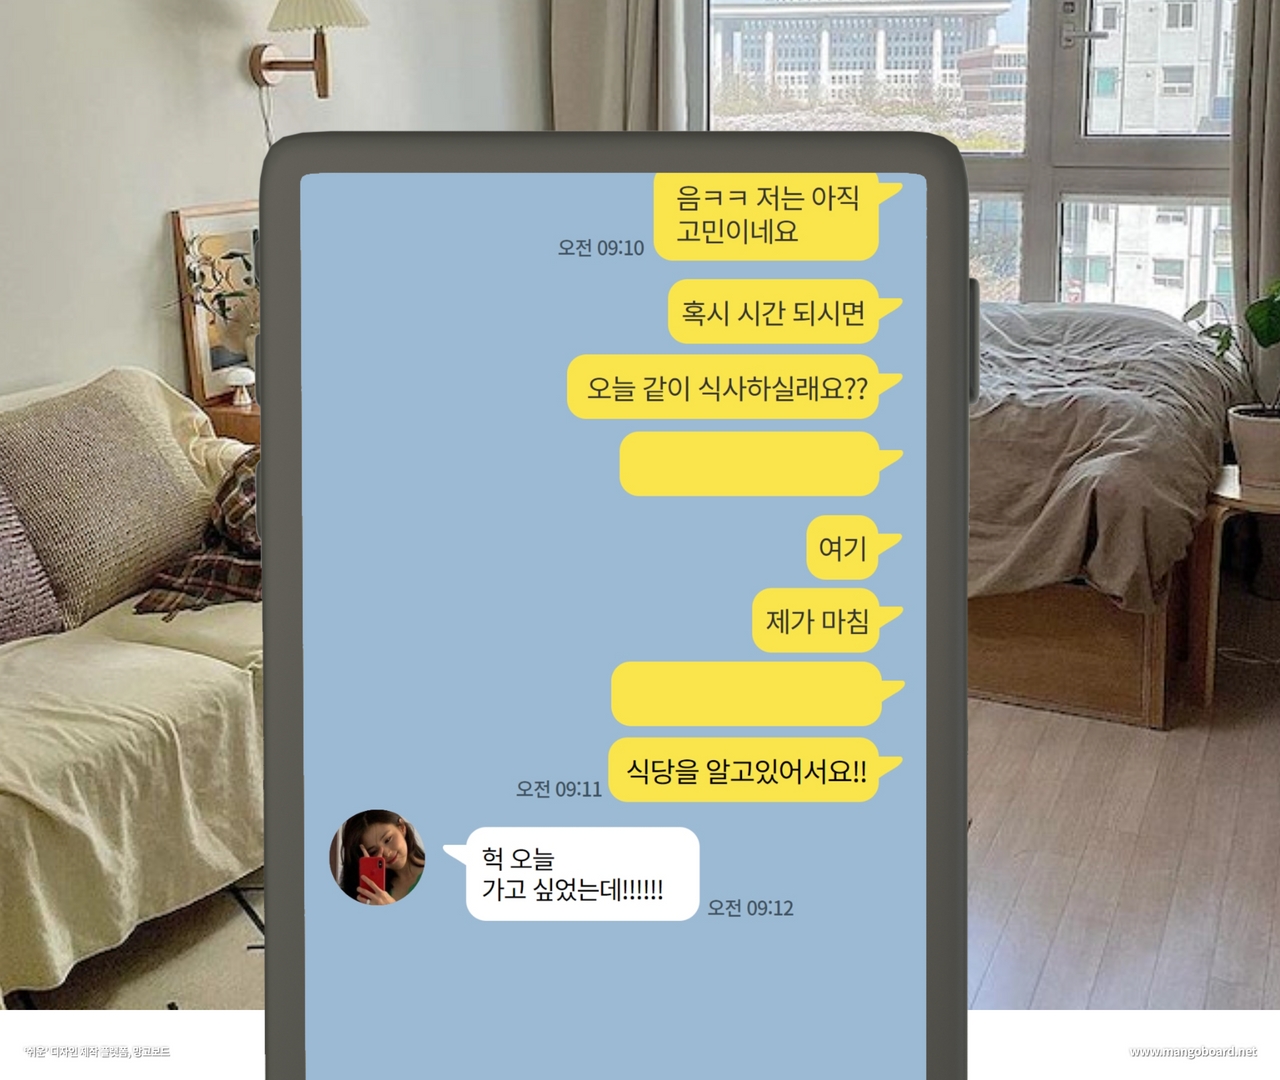 음ㅋㅋ 저는 아직
고민이네요
오전 09:10
혹시 시간 되시면
오늘 같이 식사하실래요??
여기
제가 마침
식당을 알고있어서요!!
오전 09:11
헉 오늘
가고 싶었는데!!!!!!
오전 09:12
'쉬운' 디자인 제작 플랫폼, 망고보드
www.mangoboard.net